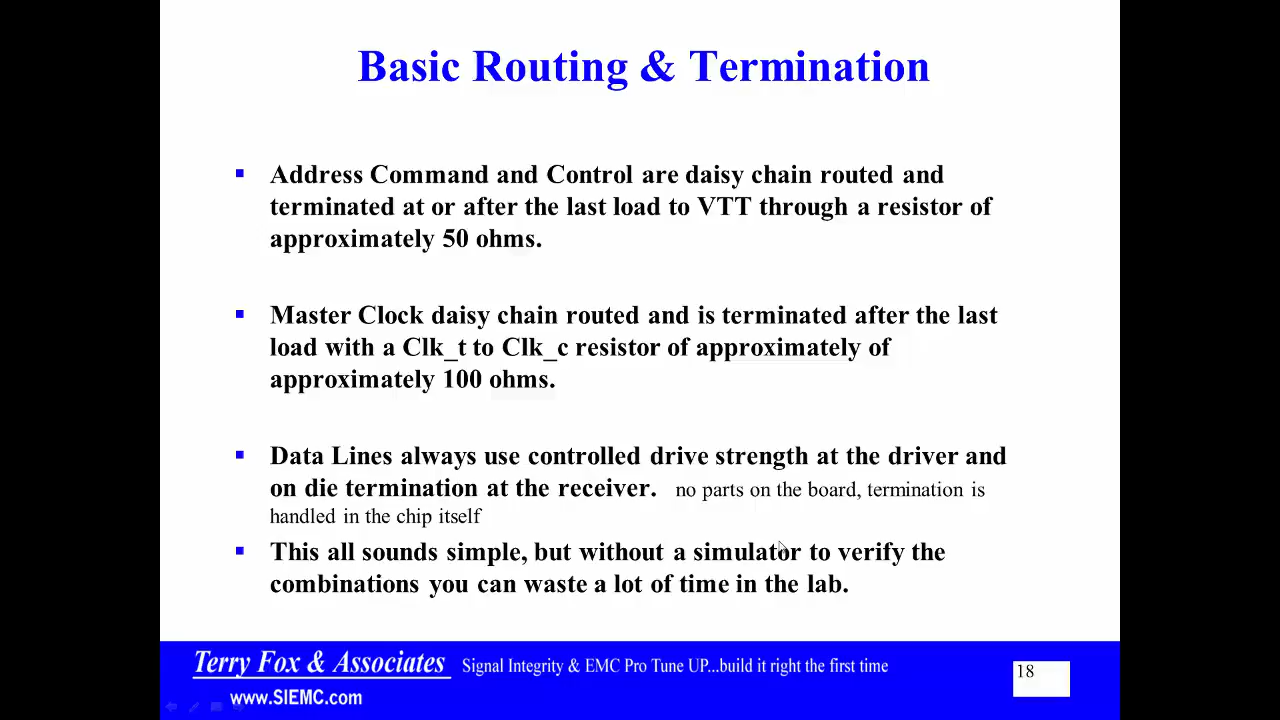 Basic Routing & Termination
Address Command and Control are daisy chain routed and
terminated at or after the last load to VTT through a resistor of
approximately 50 ohms.
Master Clock daisy chain routed and is terminated after the last
load with a Clk_t to Clk_c resistor of approximately of
approximately 100 ohms.
Data Lines always use controlled drive strength at the driver and
on die termination at the receiver. no parts on the board, termination is
handled in the chip itself
This all sounds simple, but without a simulator to verify the
combinations you can waste a lot of time in the lab.
Terry Fox & Associates Signal Integrity & EMC Pro Tune UP...build it right the first time
18
www.SIEMC.com